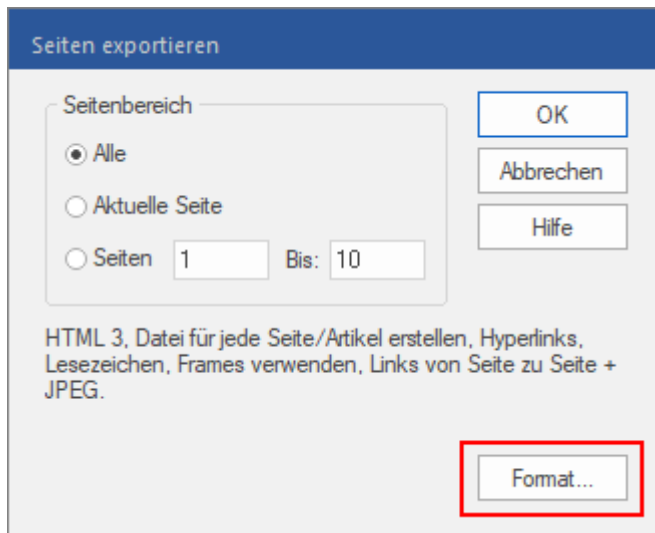 Seiten exportieren
Seitenbereich
Alle
Aktuelle Seite
Seiten 1 Bis: 10
OK
Abbrechen
Hilfe
HTML 3, Datei für jede Seite/Artikel erstellen, Hyperlinks,
Lesezeichen, Frames verwenden, Links von Seite zu Seite +
JPEG.
Format...